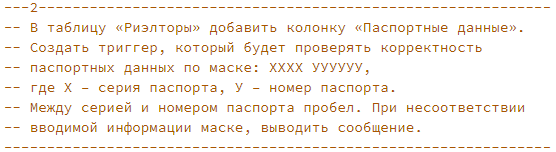 ---2-------------------------------------------------------------
-- В таблицу «Риэлторы» добавить колонку «Паспортные данные».
-- Создать триггер, который будет проверять корректность
-- паспортных данных по маске: ХХХХ УУУУУУ,
-- где Х – серия паспорта, У – номер паспорта.
-- Между серией и номером паспорта пробел. При несоответствии
-- вводимой информации маске, выводить сообщение.
-----------------------------------------------------------------